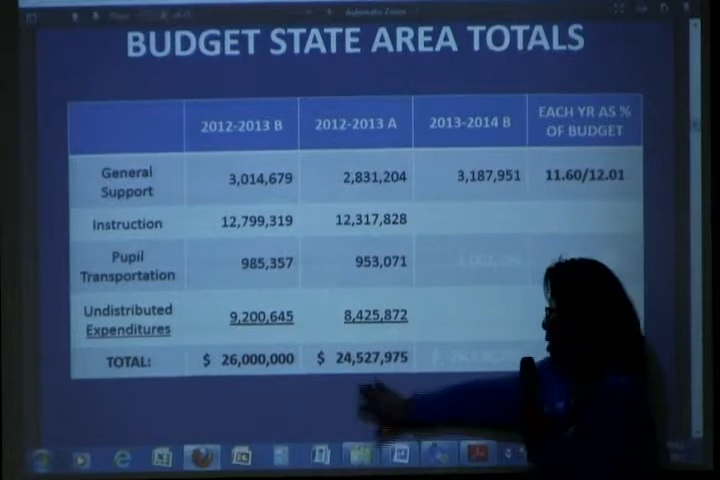 Automatic Zoom
BUDGET STATE AREA TOTALS
2012-2013 B 2012-2013 A 2013-2014 B EACH YR AS % OF BUDGET
General Support 3,014,679 2,831,204 3,187,951 11.60/12.01
Instruction 12,799,319 12,317,828
Pupil Transportation 985,357 953,071
Undistributed Expenditures 9,200,645 8,425,872
TOTAL: $ 26,000,000 $ 24,527,975